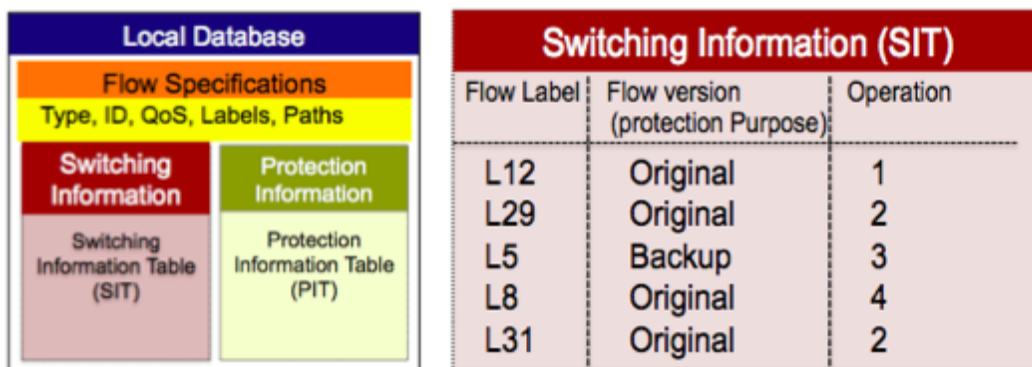 Local Database
Flow Specifications
Type, ID, QoS, Labels, Paths
Switching
Information
Protection
Information
Switching
Information Table
(SIT)
Protection
Information Table
(PIT)
Switching Information (SIT)
Flow Label Flow version Operation
(protection Purpose)
L12 Original 1
L29 Original 2
L5 Backup 3
L8 Original 4
L31 Original 2